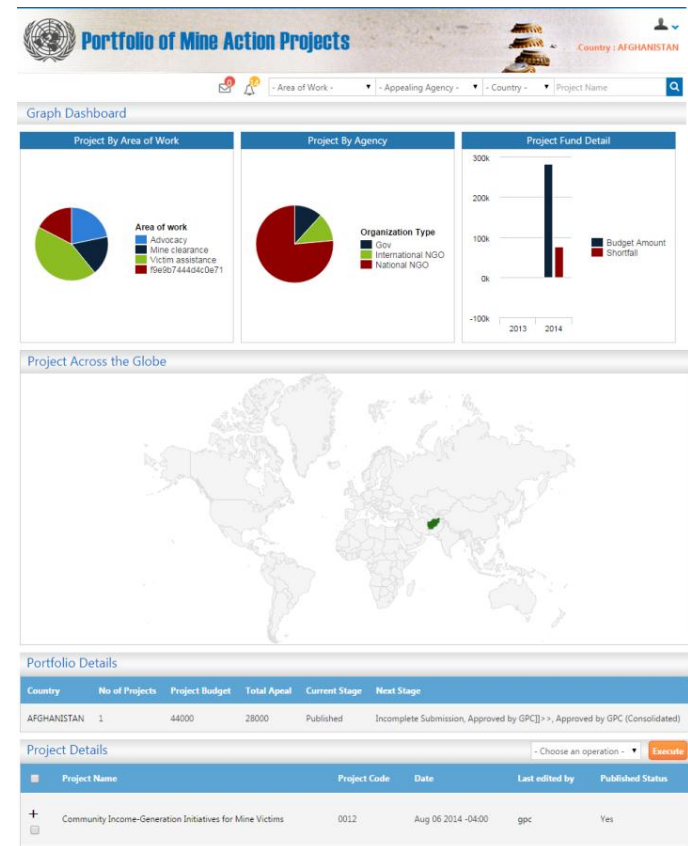 Portfolio of Mine Action Projects
Country : AFGHANISTAN
0
- Area of Work - - Appealing Agency - - Country - Project Name
Graph Dashboard
Project By Area of Work
Area of work
Advocacy
Mine clearance
Victim assistance
f9e9b7444d4c0e71
Project By Agency
Organization Type
Gov
International NGO
National NGO
Project Fund Detail
300k
200k
100k
0k
-100k
2013 2014
Budget Amount
Shortfall
Project Across the Globe
Portfolio Details
Country No of Projects Project Budget Total Apeal Current Stage Next Stage
AFGHANISTAN 1 44000 28000 Published Incomplete Submission, Approved by GPC]]>>, Approved by GPC (Consolidated)
Project Details
- Choose an operation - Execute
Project Name Project Code Date Last edited by Published Status
Community Income-Generation Initiatives for Mine Victims 0012 Aug 06 2014 -04:00 gpc Yes